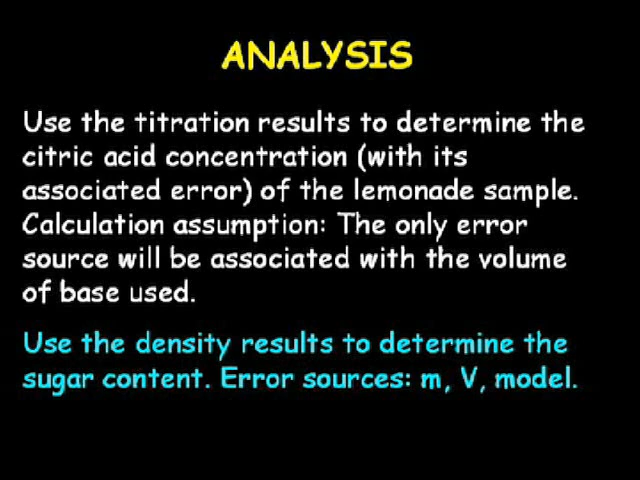 ANALYSIS
Use the titration results to determine the
citric acid concentration (with its
associated error) of the lemonade sample.
Calculation assumption: The only error
source will be associated with the volume
of base used.
Use the density results to determine the
sugar content. Error sources: m, V, model.